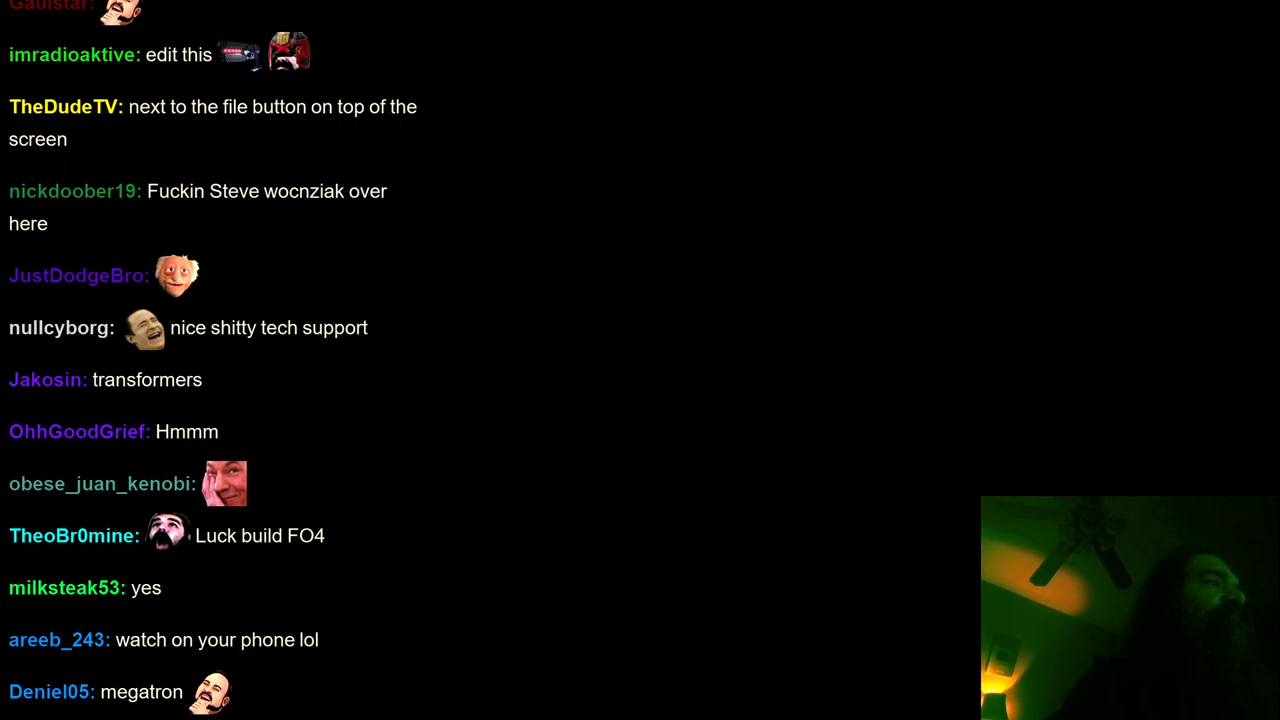 Gaulstar:
imradioaktive: edit this
TheDudeTV: next to the file button on top of the
screen
nickdoober19: Fuckin Steve wocnziak over
here
JustDodgeBro:
nullcyborg: nice shitty tech support
Jakosin: transformers
OhhGoodGrief: Hmmm
obese_juan_kenobi:
TheoBr0mine: Luck build FO4
milksteak53: yes
areeb_243: watch on your phone lol
Deniel05: megatron